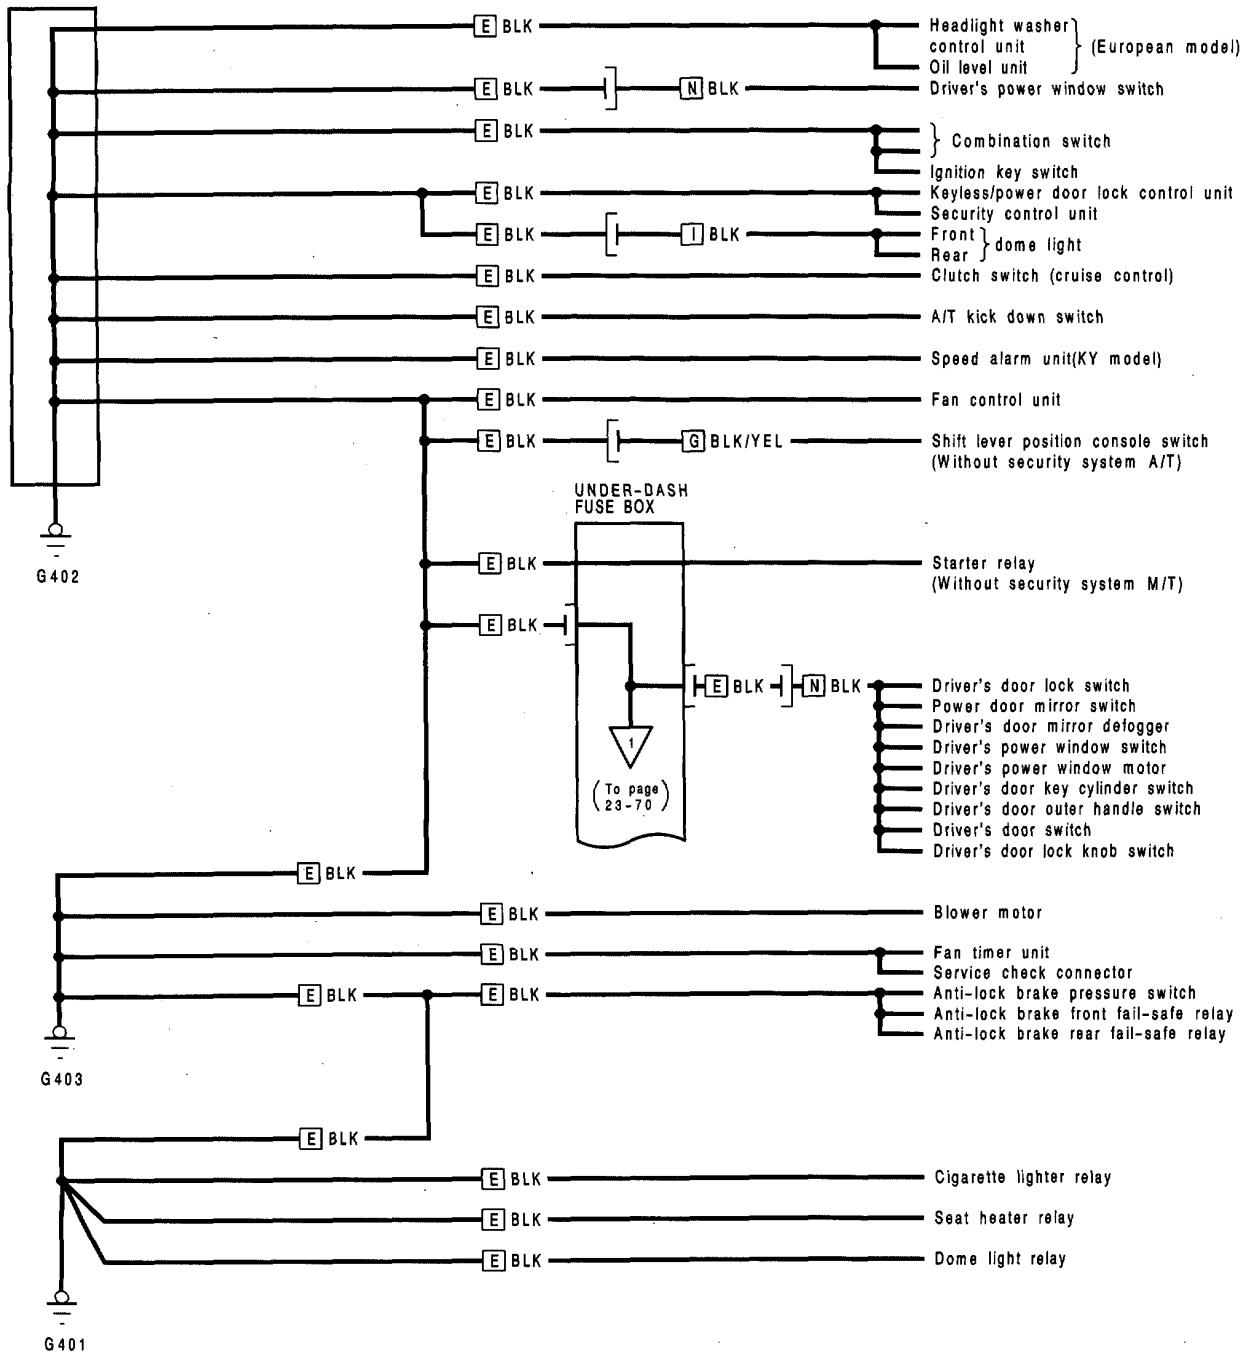 E BLK Headlight washer
control unit (European model)
Oil level unit
E BLK N BLK Driver's power window switch
E BLK Combination switch
Ignition key switch
E BLK Keyless/power door lock control unit
Security control unit
E BLK I BLK Front
Rear dome light
E BLK Clutch switch (cruise control)
E BLK A/T kick down switch
E BLK Speed alarm unit(KY model)
E BLK Fan control unit
E BLK G BLK/YEL Shift lever position console switch
(Without security system A/T)
UNDER-DASH
FUSE BOX
G402
E BLK Starter relay
(Without security system M/T)
E BLK
E BLK N BLK Driver's door lock switch
Power door mirror switch
Driver's door mirror defogger
1 Driver's power window switch
Driver's power window motor
(To page Driver's door key cylinder switch
23-70) Driver's door outer handle switch
Driver's door switch
Driver's door lock knob switch
E BLK
E BLK Blower motor
E BLK Fan timer unit
Service check connector
E BLK E BLK Anti-lock brake pressure switch
Anti-lock brake front fail-safe relay
Anti-lock brake rear fail-safe relay
G403
E BLK
E BLK Cigarette lighter relay
E BLK Seat heater relay
E BLK Dome light relay
G401